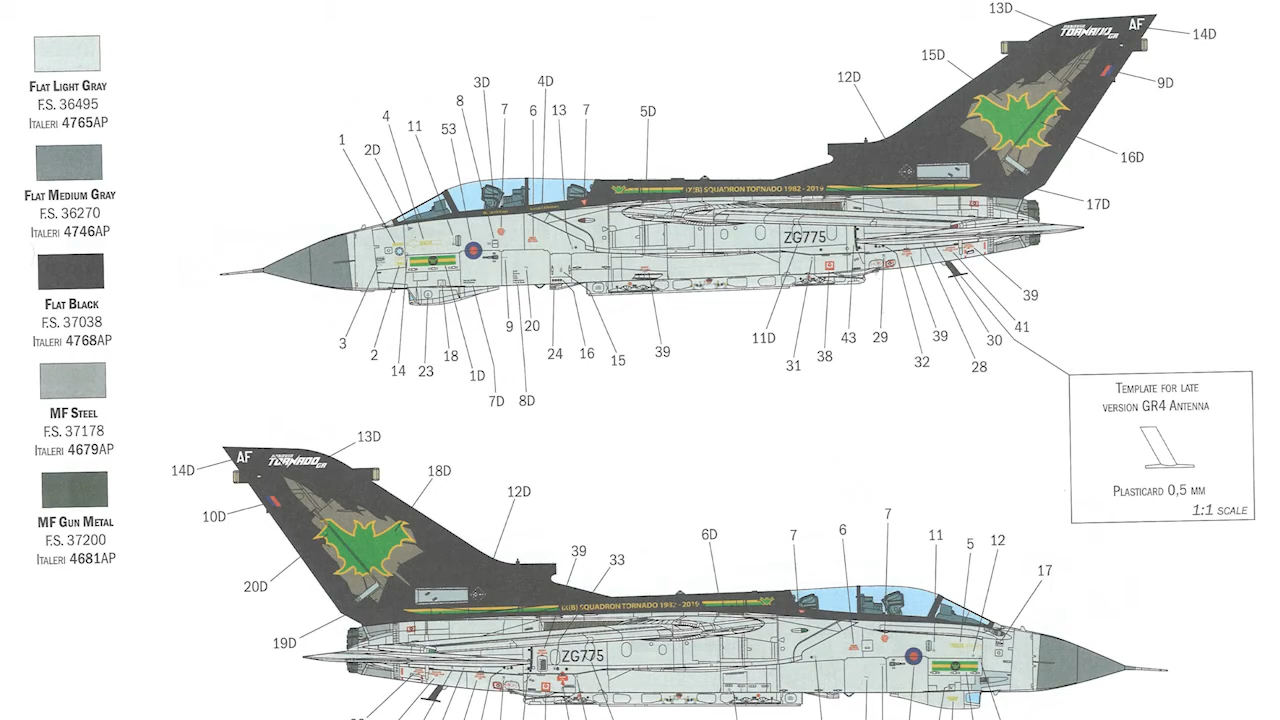 FLAT LIGHT GRAY
F.S. 36495
ITALERI 4765AP
FLAT MEDIUM GRAY
F.S. 36270
ITALERI 4746AP
FLAT BLACK
F.S. 37038
ITALERI 4768AP
MF STEEL
F.S. 37178
ITALERI 4679AP
MF GUN METAL
F.S. 37200
ITALERI 4681AP
13D
AF
14D
TORNADO GR
15D
9D
12D
16D
17D
3D
4D
8
7
6
13
7
5D
4
11
53
1
2D
IX(B) SQUADRON TORNADO 1982 - 2019
ZG775
3
2
14
23
18
1D
7D
9
20
8D
24
16
15
39
11D
31
38
43
29
32
39
28
30
41
39
TEMPLATE FOR LATE
VERSION GR4 ANTENNA
PLASTICARD 0,5 MM
1:1 SCALE
13D
14D
AF
TORNADO GR
18D
10D
12D
20D
19D
39
33
6D
7
6
7
11
5
12
17
IX(B) SQUADRON TORNADO 1982 - 2019
ZG775